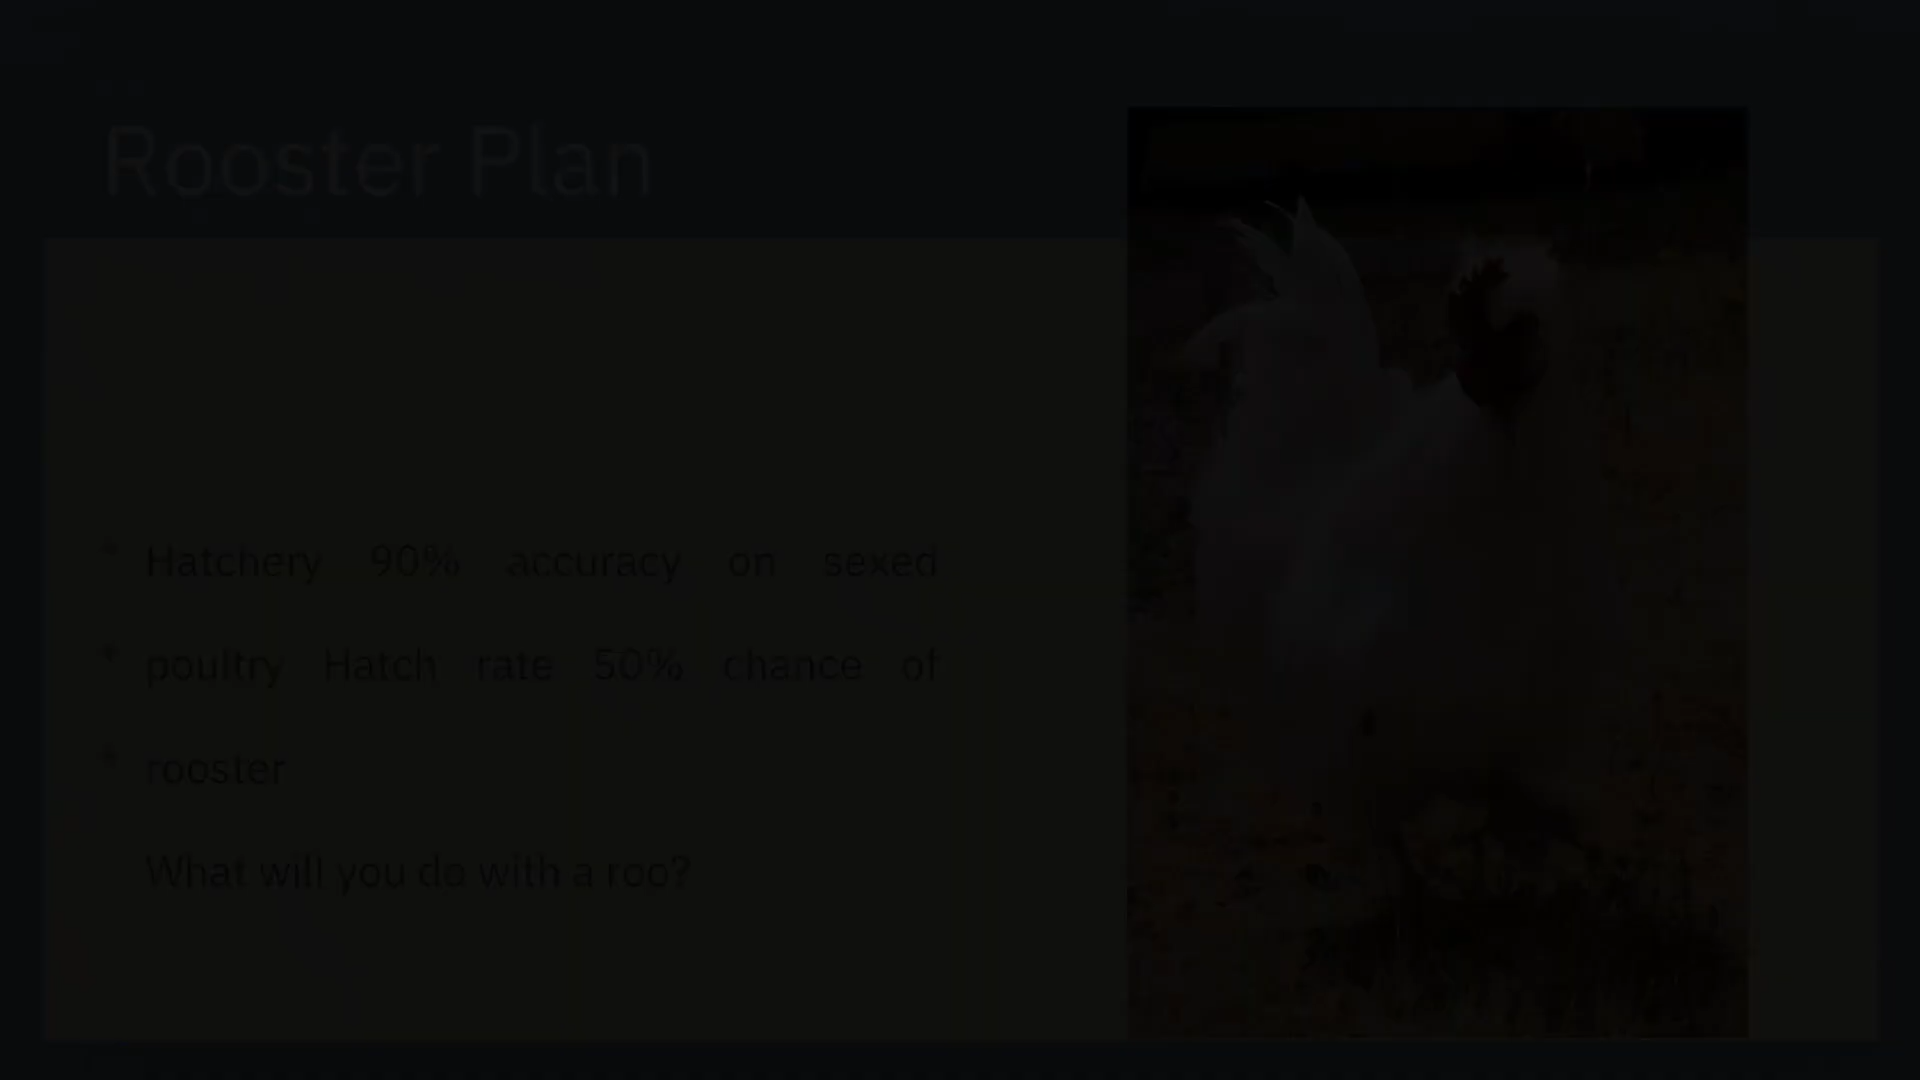 Rooster Plan
• Hatchery 90% accuracy on sexed
• poultry Hatch rate 50% chance of
• rooster
What will you do with a roo?